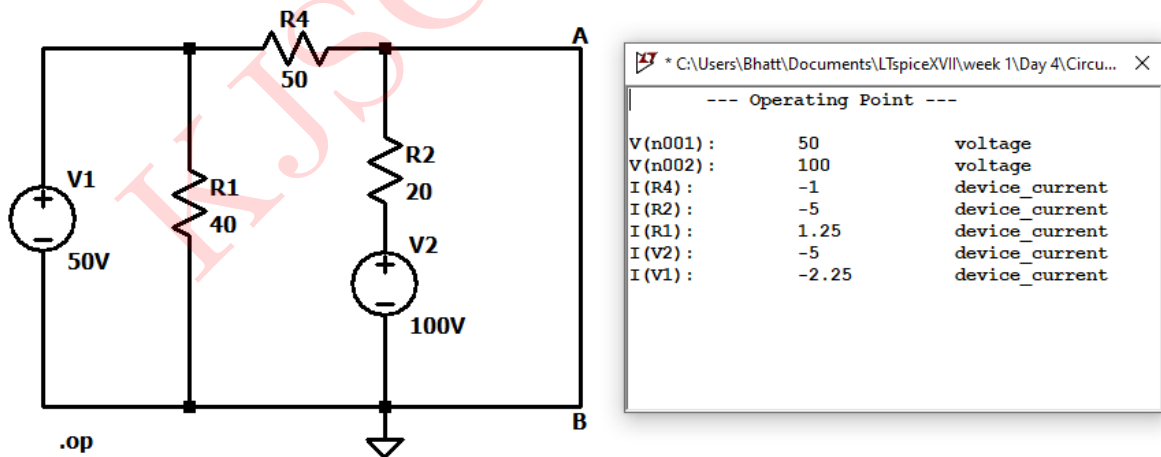 R4
50
A
R2
20
V1
R1
40
50V
V2
100V
B
.op
KJSC
* C:\Users\Bhatt\Documents\LTspiceXVII\week 1\Day 4\Circu...
--- Operating Point ---
V(n001): 50 voltage
V(n002): 100 voltage
I(R4): -1 device_current
I(R2): -5 device_current
I(R1): 1.25 device_current
I(V2): -5 device_current
I(V1): -2.25 device_current